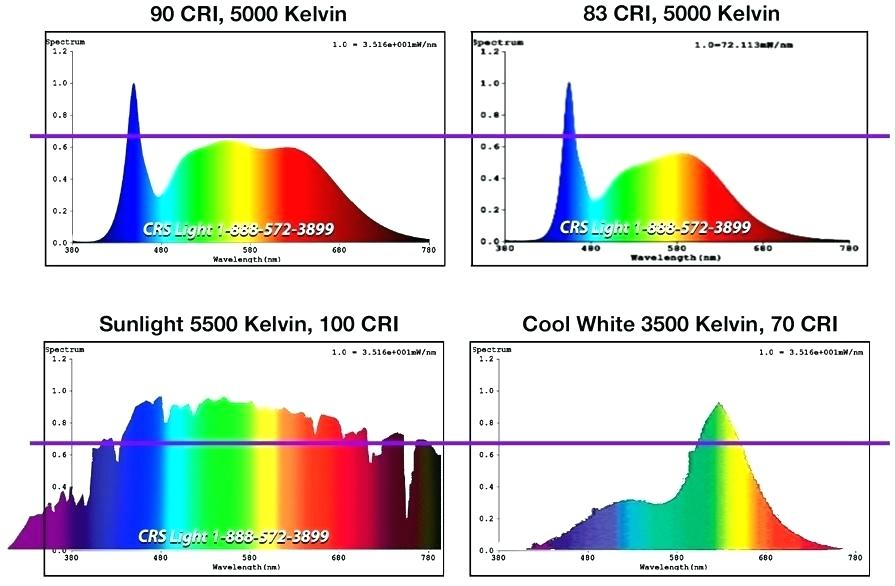 90 CRI, 5000 Kelvin
Spectrum
1.0 = 3.516e+001mW/nm
1.2
1.0
0.8
0.6
0.4
0.2
0.0
CRS Light 1-888-572-3899
380 480 580 680 780
Wavelength(nm)
83 CRI, 5000 Kelvin
Spectrum
1.0=72.113mW/nm
1.2
1.0
0.8
0.6
0.4
0.2
0.0
CRS Light 1-888-572-3899
380 480 580 680 780
Wavelength(nm)
Sunlight 5500 Kelvin, 100 CRI
Spectrum
1.0 = 3.516e+001mW/nm
1.2
1.0
0.8
0.6
0.4
0.2
0.0
CRS Light 1-888-572-3899
380 480 580 680 780
Wavelength(nm)
Cool White 3500 Kelvin, 70 CRI
Spectrum
1.0 = 3.516e+001mW/nm
1.2
1.0
0.8
0.6
0.4
0.2
0.0
380 480 580 680 780
Wavelength(nm)